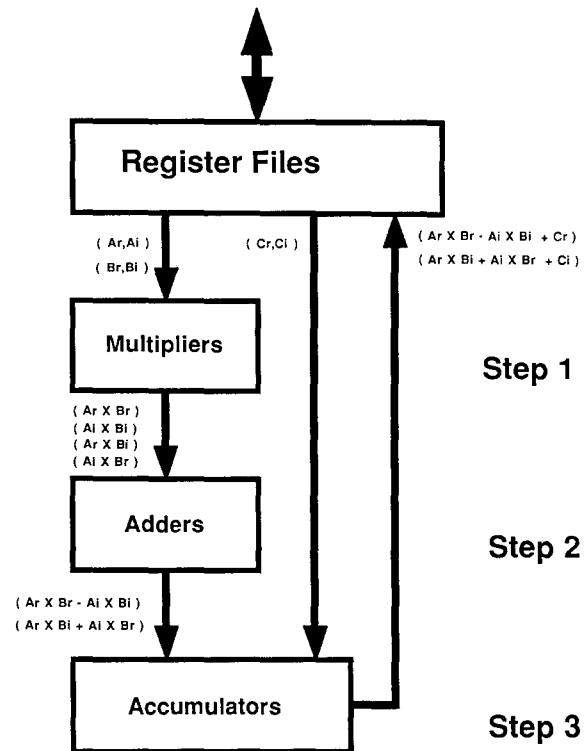 Register Files
( Ar,Ai )
( Br,Bi )
( Cr,Ci )
( Ar X Br - Ai X Bi + Cr )
( Ar X Bi + Ai X Br + Ci )
Multipliers
Step 1
( Ar X Br )
( Ai X Bi )
( Ar X Bi )
( Ai X Br )
Adders
Step 2
( Ar X Br - Ai X Bi )
( Ar X Bi + Ai X Br )
Accumulators
Step 3